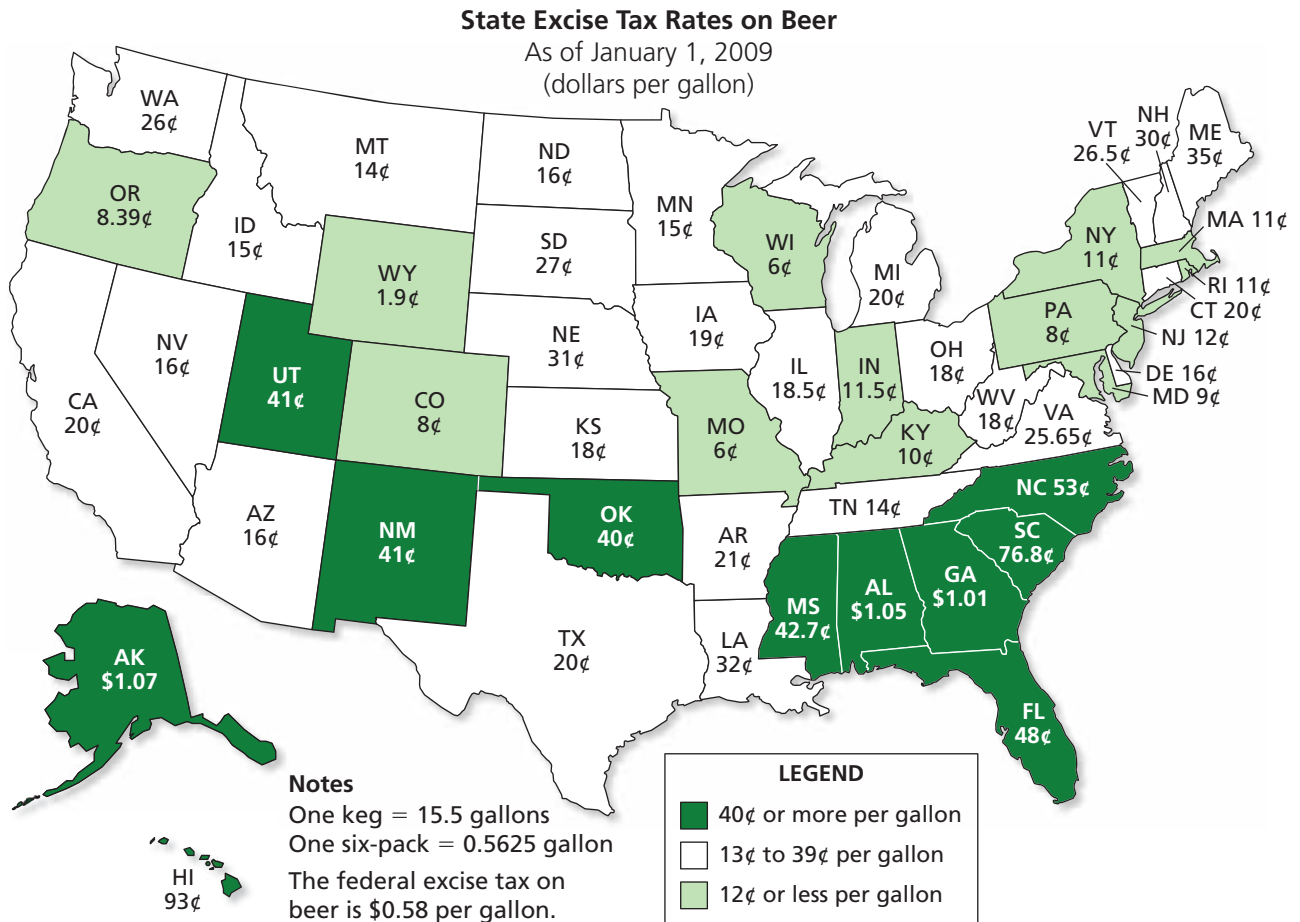 State Excise Tax Rates on Beer
As of January 1, 2009
(dollars per gallon)
WA
26¢
OR
8.39¢
CA
20¢
NV
16¢
ID
15¢
MT
14¢
WY
1.9¢
UT
41¢
CO
8¢
AZ
16¢
NM
41¢
ND
16¢
SD
27¢
NE
31¢
KS
18¢
OK
40¢
TX
20¢
MN
15¢
IA
19¢
MO
6¢
AR
21¢
LA
32¢
WI
6¢
IL
18.5¢
MI
20¢
IN
11.5¢
OH
18¢
KY
10¢
TN 14¢
MS
42.7¢
AL
$1.05
GA
$1.01
FL
48¢
SC
76.8¢
NC 53¢
WV
18¢
VA
25.65¢
PA
8¢
NY
11¢
VT
26.5¢
NH
30¢
ME
35¢
MA 11¢
RI 11¢
CT 20¢
NJ 12¢
DE 16¢
MD 9¢
AK
$1.07
HI
93¢
Notes
One keg = 15.5 gallons
One six-pack = 0.5625 gallon
The federal excise tax on
beer is $0.58 per gallon.
LEGEND
40¢ or more per gallon
13¢ to 39¢ per gallon
12¢ or less per gallon